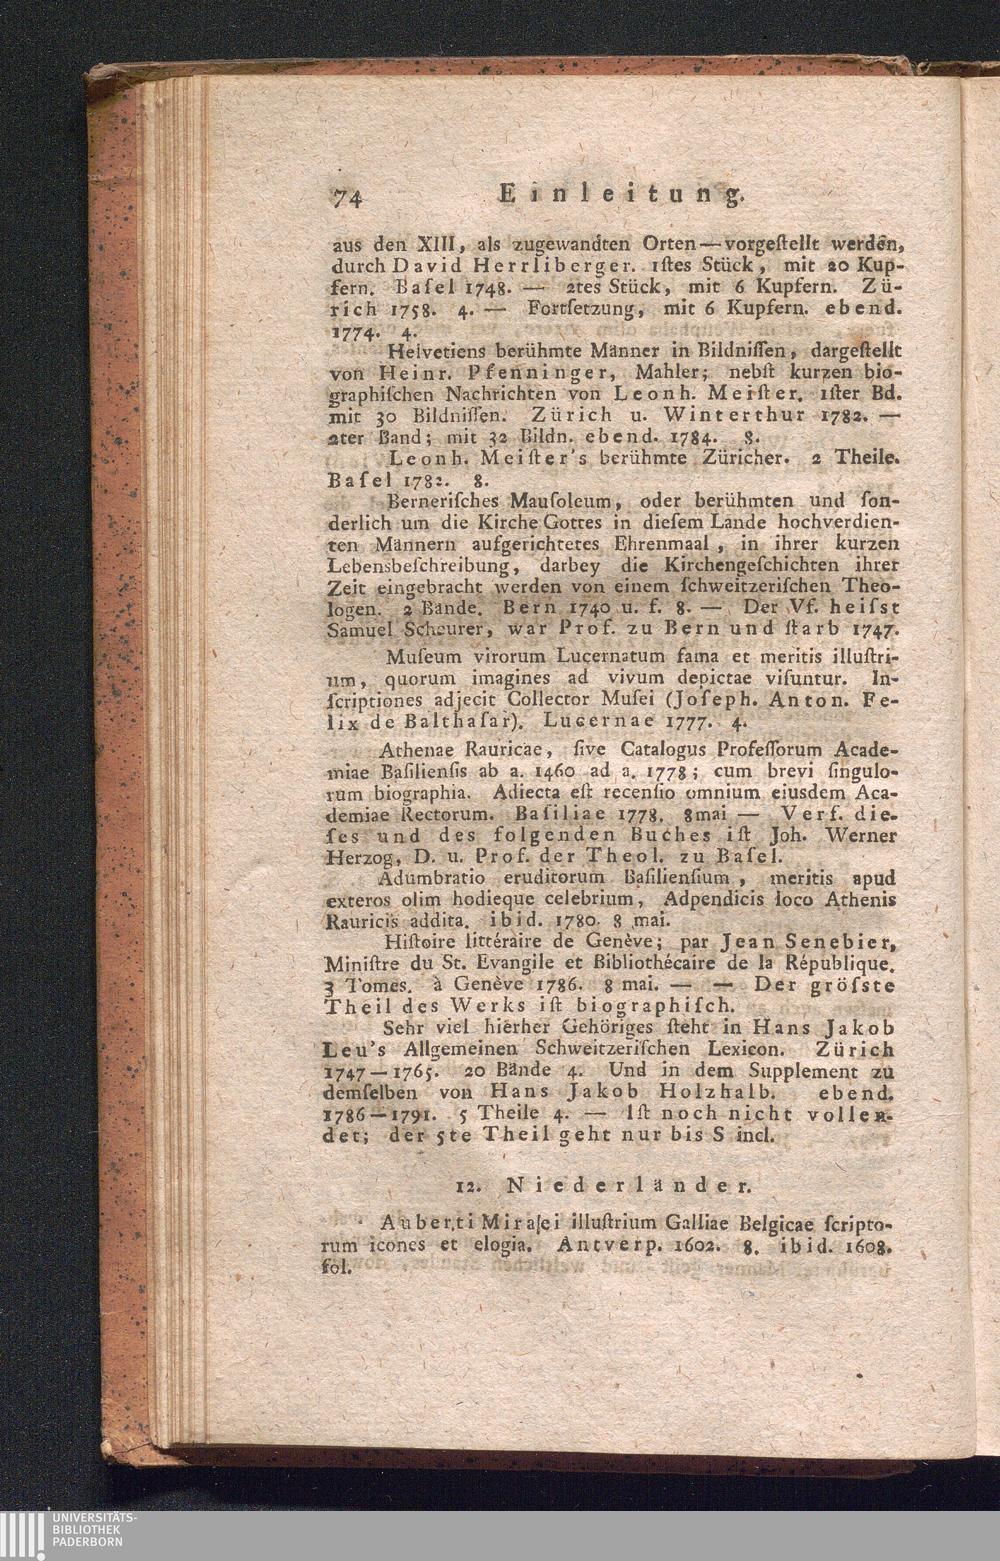 74 Einleitung.
aus den XIII, als zugewandten Orten — vorgeſtellt werden,
durch David Herrliberger. 1ſtes Stück, mit 20 Kup-
fern. Baſel 1748. — 2tes Stück, mit 6 Kupfern. Zü-
rich 1758. 4. — Fortſetzung, mit 6 Kupfern. ebend.
1774. 4.
Helvetiens berühmte Männer in Bildniſſen, dargeſtellt
von Heinr. Pfenninger, Mahler; nebſt kurzen bio-
graphiſchen Nachrichten von Leonh. Meiſter. 1ſter Bd.
mit 30 Bildniſſen. Zürich u. Winterthur 1782. —
2ter Band; mit 32 Bildn. ebend. 1784. 8.
Leonh. Meiſter's berühmte Züricher. 2 Theile.
Baſel 1782. 8.
Berneriſches Mauſoleum, oder berühmten und ſon-
derlich um die Kirche Gottes in dieſem Lande hochverdien-
ten Männern aufgerichtetes Ehrenmaal, in ihrer kurzen
Lebensbeſchreibung, darbey die Kirchengeſchichten ihrer
Zeit eingebracht werden von einem ſchweitzeriſchen Theo-
logen. 2 Bände. Bern 1740 u. f. 8. — Der Vf. heiſst
Samuel Scheurer, war Prof. zu Bern und ſtarb 1747.
Muſeum virorum Lucernatum fama et meritis illuſtri-
um, quorum imagines ad vivum depictae viſuntur. In-
ſcriptiones adjecit Collector Muſei (Joſeph. Anton. Fe-
lix de Balthaſar). Lucernae 1777. 4.
Athenae Rauricae, ſive Catalogus Profeſſorum Acade-
miae Baſilienſis ab a. 1460 ad a. 1778; cum brevi ſingulo-
rum biographia. Adiecta eſt recenſio omnium eiusdem Aca-
demiae Rectorum. Baſiliae 1778. 8mai — Verf. die-
ſes und des folgenden Buches iſt Joh. Werner
Herzog, D. u. Prof. der Theol. zu Baſel.
Adumbratio eruditorum Baſilienſium, meritis apud
exteros olim hodieque celebrium, Adpendicis loco Athenis
Rauricis addita. ibid. 1780. 8 mai.
Hiſtoire littéraire de Genève; par Jean Senebier,
Miniſtre du St. Evangile et Bibliothécaire de la République.
3 Tomes. à Genève 1786. 8 mai. — — Der gröſste
Theil des Werks iſt biographiſch.
Sehr viel hierher Gehöriges ſteht in Hans Jakob
Leu's Allgemeinen Schweitzeriſchen Lexicon. Zürich
1747 — 1765. 20 Bände 4. Und in dem Supplement zu
demſelben von Hans Jakob Holzhalb. ebend.
1786 — 1791. 5 Theile 4. — Iſt noch nicht vollen-
det; der 5te Theil geht nur bis S incl.
12. Niederländer.
Auberti Miraei illuſtrium Galliae Belgicae ſcripto-
rum icones et elogia. Antverp. 1602. 8. ibid. 1608.
fol.
UNIVERSITÄTS-
BIBLIOTHEK
PADERBORN